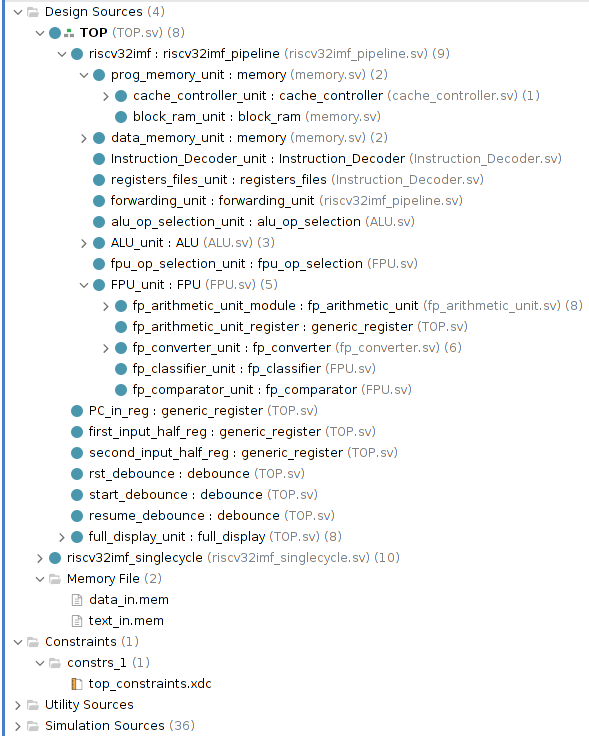 Design Sources (4)
TOP (TOP.sv) (8)
riscv32imf : riscv32imf_pipeline (riscv32imf_pipeline.sv) (9)
prog_memory_unit : memory (memory.sv) (2)
cache_controller_unit : cache_controller (cache_controller.sv) (1)
block_ram_unit : block_ram (memory.sv)
data_memory_unit : memory (memory.sv) (2)
Instruction_Decoder_unit : Instruction_Decoder (Instruction_Decoder.sv)
registers_files_unit : registers_files (Instruction_Decoder.sv)
forwarding_unit : forwarding_unit (riscv32imf_pipeline.sv)
alu_op_selection_unit : alu_op_selection (ALU.sv)
ALU_unit : ALU (ALU.sv) (3)
fpu_op_selection_unit : fpu_op_selection (FPU.sv)
FPU_unit : FPU (FPU.sv) (5)
fp_arithmetic_unit_module : fp_arithmetic_unit (fp_arithmetic_unit.sv) (8)
fp_arithmetic_unit_register : generic_register (TOP.sv)
fp_converter_unit : fp_converter (fp_converter.sv) (6)
fp_classifier_unit : fp_classifier (FPU.sv)
fp_comparator_unit : fp_comparator (FPU.sv)
PC_in_reg : generic_register (TOP.sv)
first_input_half_reg : generic_register (TOP.sv)
second_input_half_reg : generic_register (TOP.sv)
rst_debounce : debounce (TOP.sv)
start_debounce : debounce (TOP.sv)
resume_debounce : debounce (TOP.sv)
full_display_unit : full_display (TOP.sv) (8)
riscv32imf_singlecycle (riscv32imf_singlecycle.sv) (10)
Memory File (2)
data_in.mem
text_in.mem
Constraints (1)
constrs_1 (1)
top_constraints.xdc
Utility Sources
Simulation Sources (36)